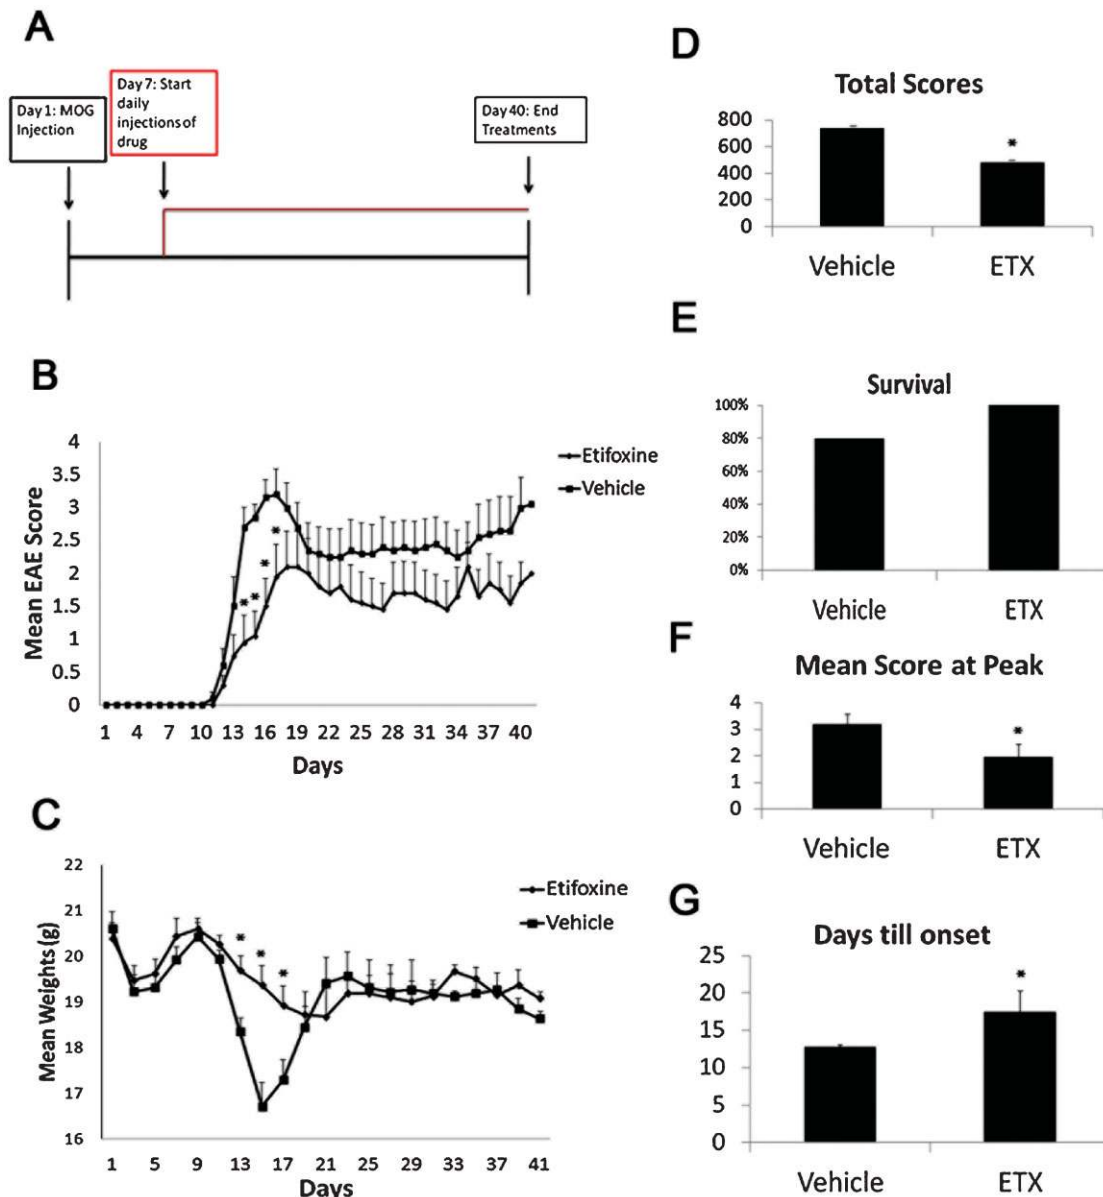 A
Day 1: MOG
Injection
Day 7: Start
daily
injections of
drug
Day 40: End
Treatments
B
4
3.5
3
2.5
2
1.5
1
0.5
0
Mean EAE Score
1 4 7 10 13 16 19 22 25 28 31 34 37 40
Days
Etifoxine
Vehicle
* * * *
C
22
21
20
19
18
17
16
Mean Weights (g)
1 5 9 13 17 21 25 29 33 37 41
Days
Etifoxine
Vehicle
* * *
D
Total Scores
800
600
400
200
0
*
Vehicle ETX
E
Survival
100%
80%
60%
40%
20%
0%
Vehicle ETX
F
Mean Score at Peak
4
3
2
1
0
*
Vehicle ETX
G
Days till onset
25
20
15
10
5
0
*
Vehicle ETX